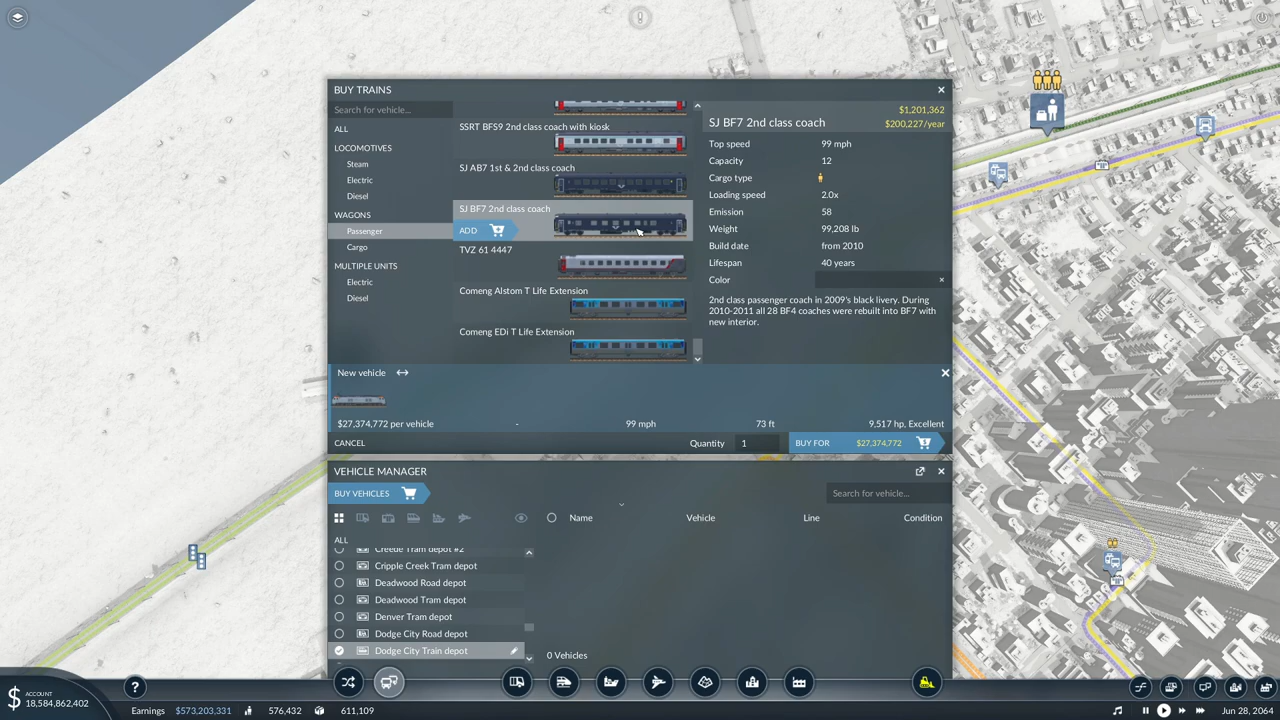 BUY TRAINS
Search for vehicle...
ALL
LOCOMOTIVES
Steam
Electric
Diesel
WAGONS
Passenger
Cargo
MULTIPLE UNITS
Electric
Diesel
SSRT BFS9 2nd class coach with kiosk
SJ AB7 1st & 2nd class coach
SJ BF7 2nd class coach
ADD
TVZ 61 4447
Comeng Alstom T Life Extension
Comeng EDi T Life Extension
$1,201,362
SJ BF7 2nd class coach
$200,227/year
Top speed 99 mph
Capacity 12
Cargo type
Loading speed 2.0x
Emission 58
Weight 99,208 lb
Build date from 2010
Lifespan 40 years
Color
2nd class passenger coach in 2009's black livery. During
2010-2011 all 28 BF4 coaches were rebuilt into BF7 with
new interior.
New vehicle
$27,374,772 per vehicle - 99 mph 73 ft 9,517 hp, Excellent
CANCEL Quantity 1 BUY FOR $27,374,772
VEHICLE MANAGER
BUY VEHICLES
Search for vehicle...
Name Vehicle Line Condition
ALL
Creede Tram depot #2
Cripple Creek Tram depot
Deadwood Road depot
Deadwood Tram depot
Denver Tram depot
Dodge City Road depot
Dodge City Train depot
0 Vehicles
$ ACCOUNT
18,584,862,402
?
Earnings $573,203,331 576,432 611,109
Jun 28, 2064